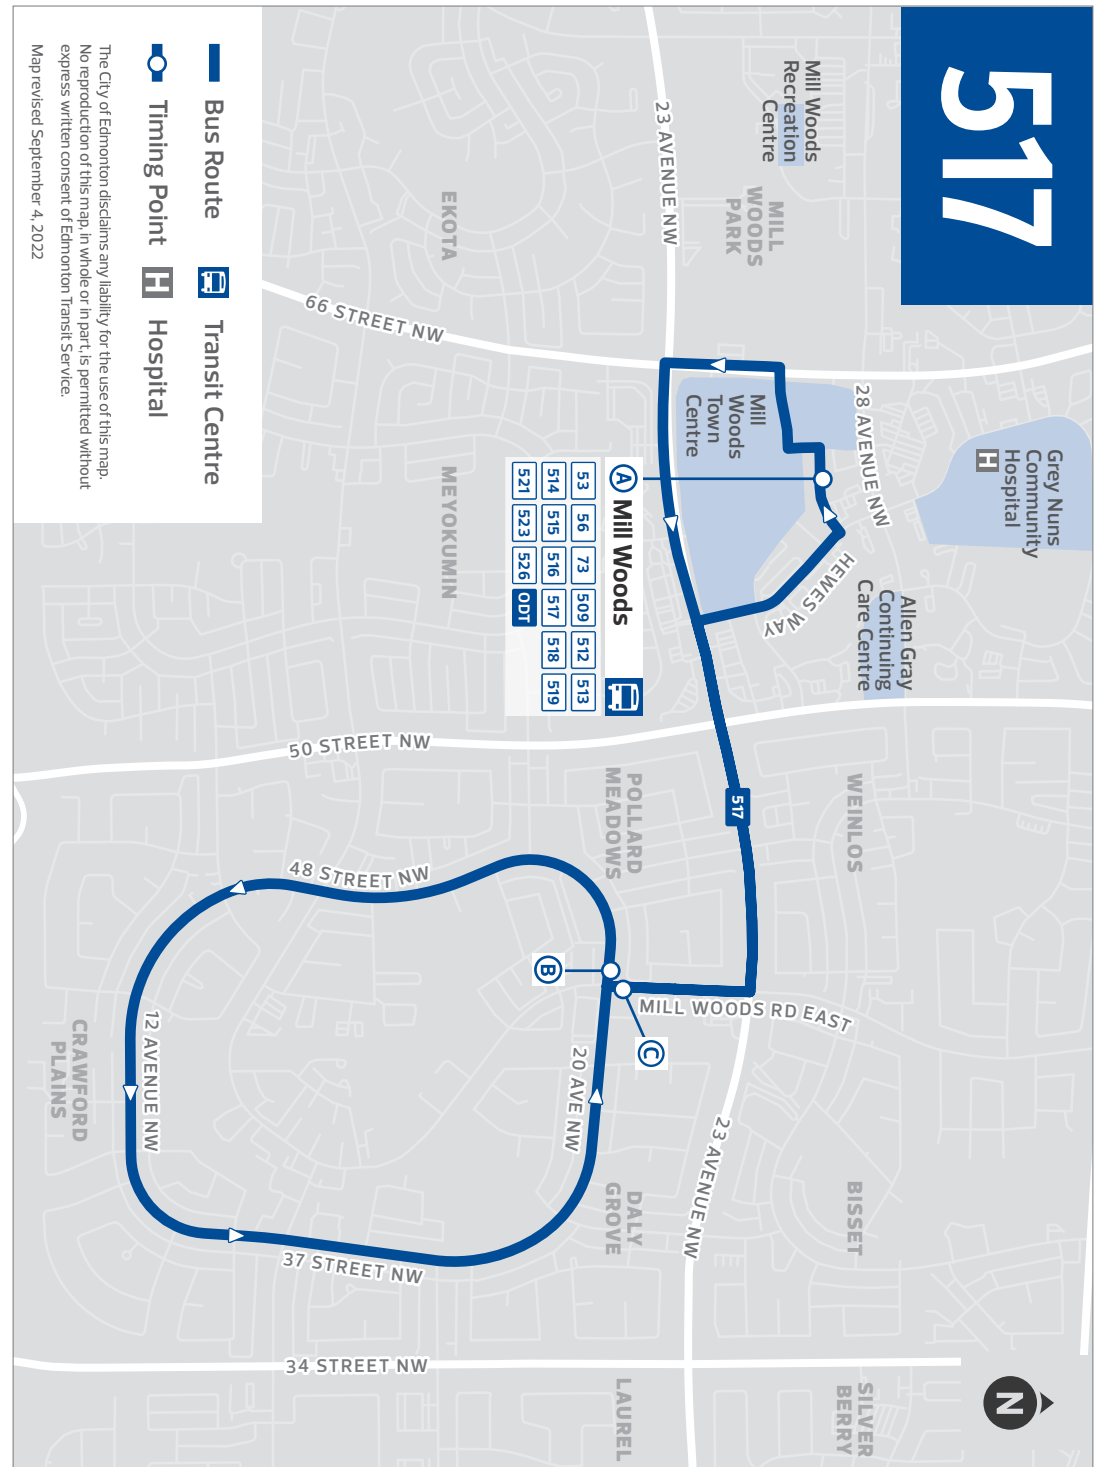 517
Mill Woods
Recreation
Centre
MILL
WOODS
PARK
23 AVENUE NW
EKOTA
66 STREET NW
28 AVENUE NW
Grey Nuns
Community
Hospital
H
Mill
Woods
Town
Centre
HEWES WAY
Allen Gray
Continuing
Care Centre
A Mill Woods
53 56 73 509 512 513
514 515 516 517 518 519
521 523 526 ODT
MEYOKUMIN
50 STREET NW
517
WEINLOS
POLLARD
MEADOWS
48 STREET NW
B
C
MILL WOODS RD EAST
20 AVE NW
12 AVENUE NW
CRAWFORD
PLAINS
23 AVENUE NW
BISSET
DALY
GROVE
37 STREET NW
34 STREET NW
LAUREL
SILVER
BERRY
N
Bus Route
Transit Centre
Timing Point
H Hospital
The City of Edmonton disclaims any liability for the use of this map.
No reproduction of this map, in whole or in part, is permitted without
express written consent of Edmonton Transit Service.
Map revised September 4, 2022